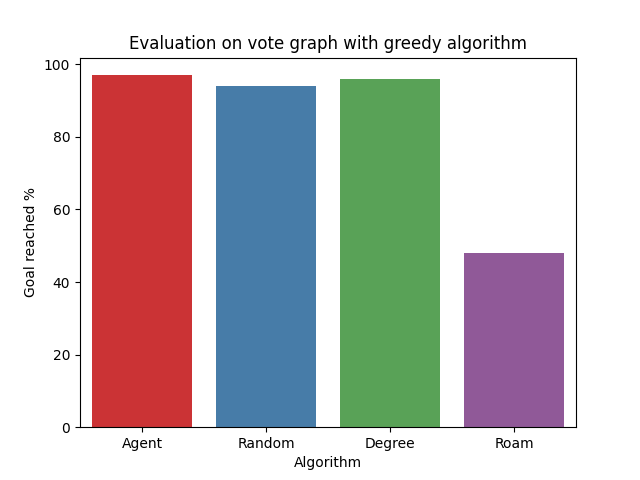 Evaluation on vote graph with greedy algorithm
Goal reached %
100
80
60
40
20
0
Agent Random Degree Roam
Algorithm